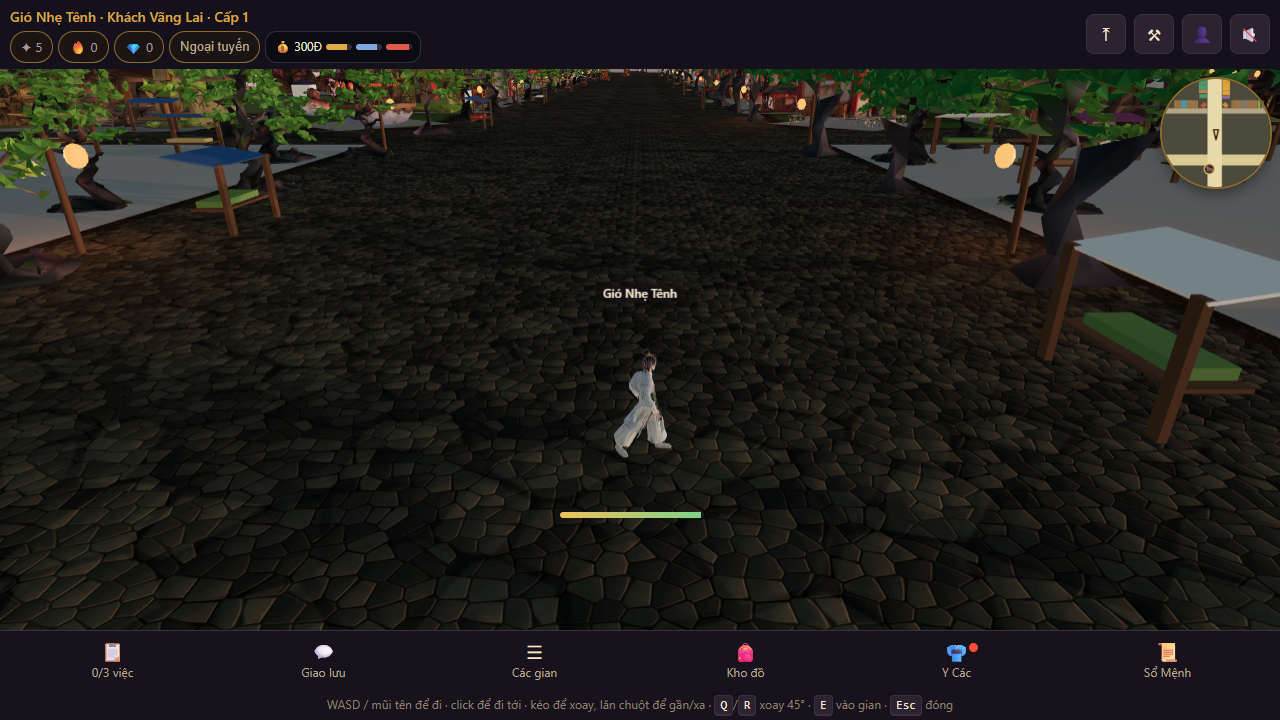 Gió Nhẹ Tênh · Khách Vãng Lai · Cấp 1
5
0
0
Ngoại tuyến
300Đ
Gió Nhẹ Tênh
0/3 việc
Giao lưu
Các gian
Kho đồ
Y Các
Sổ Mệnh
WASD / mũi tên để đi · click để đi tới · kéo để xoay, lăn chuột để gần/xa · Q/R xoay 45° · E vào gian · Esc đóng